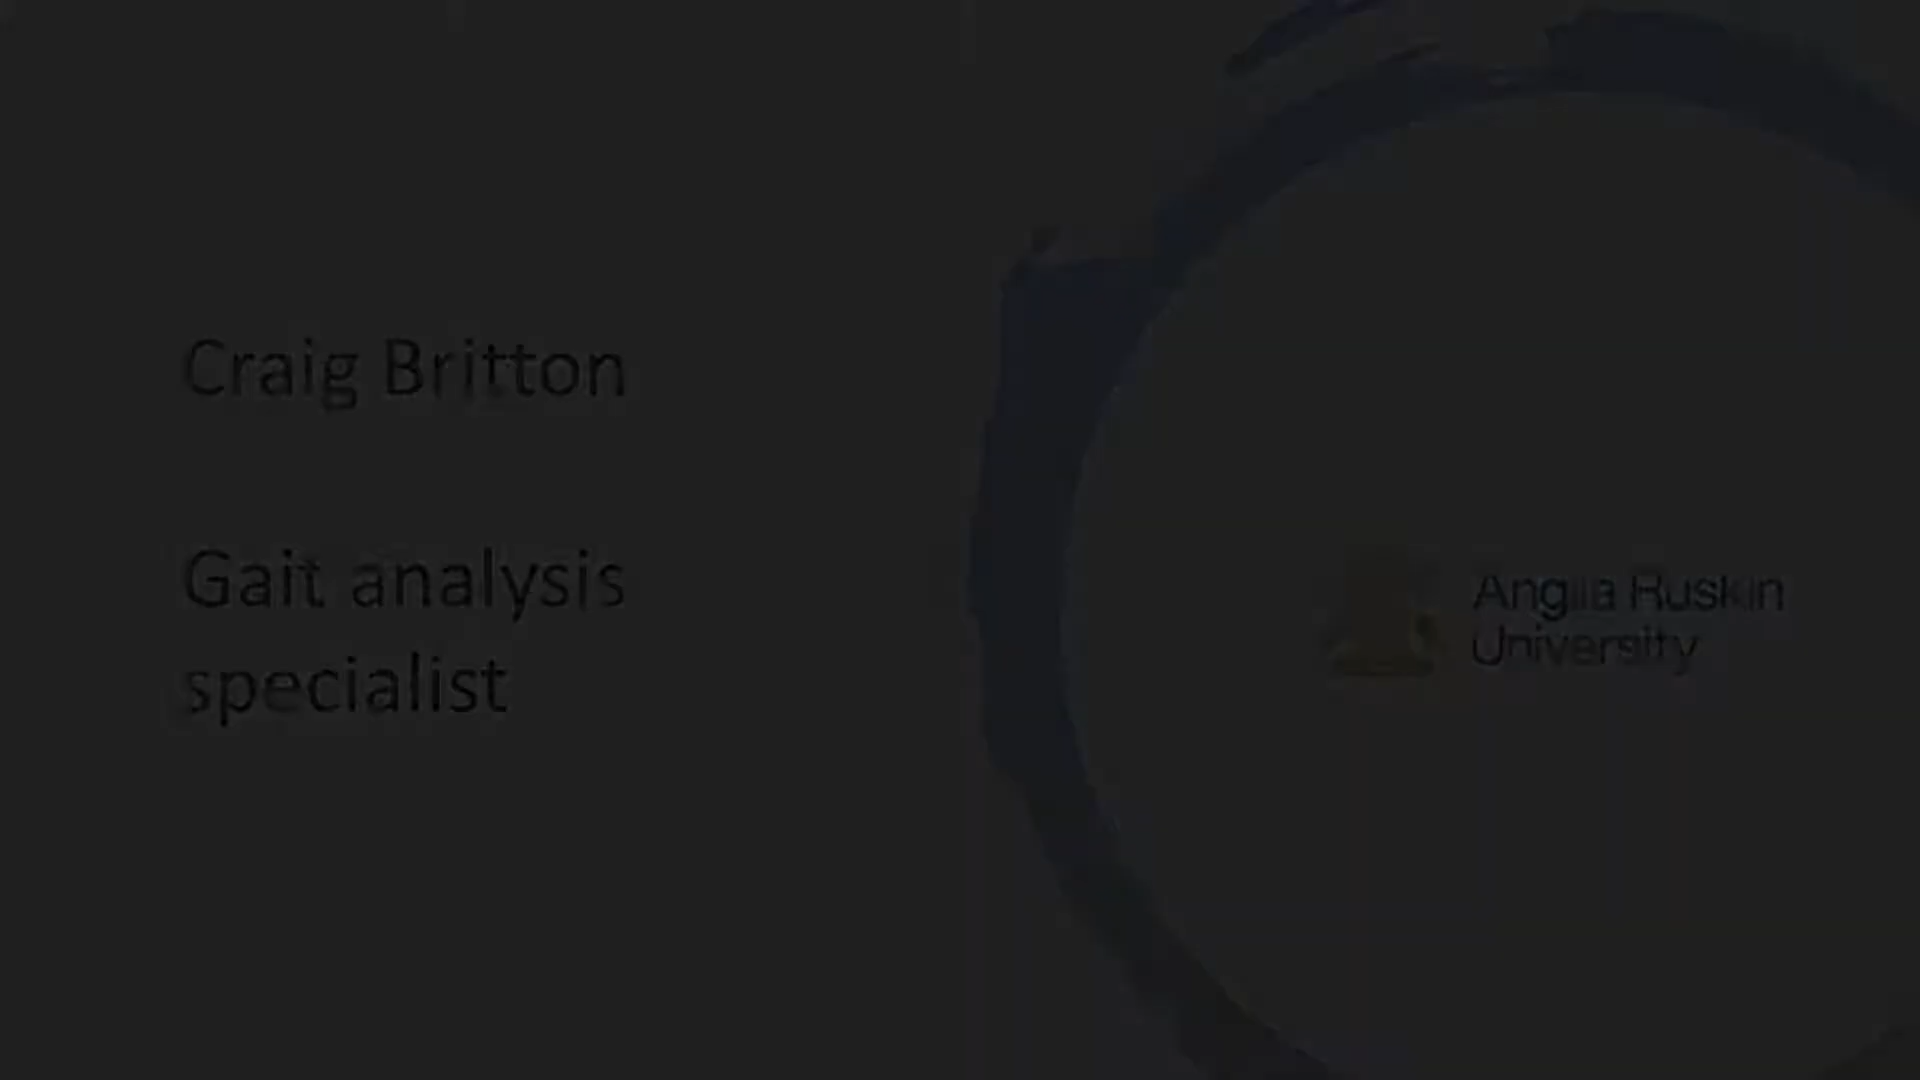 Craig Britton
Gait analysis
specialist
Anglia Ruskin
University